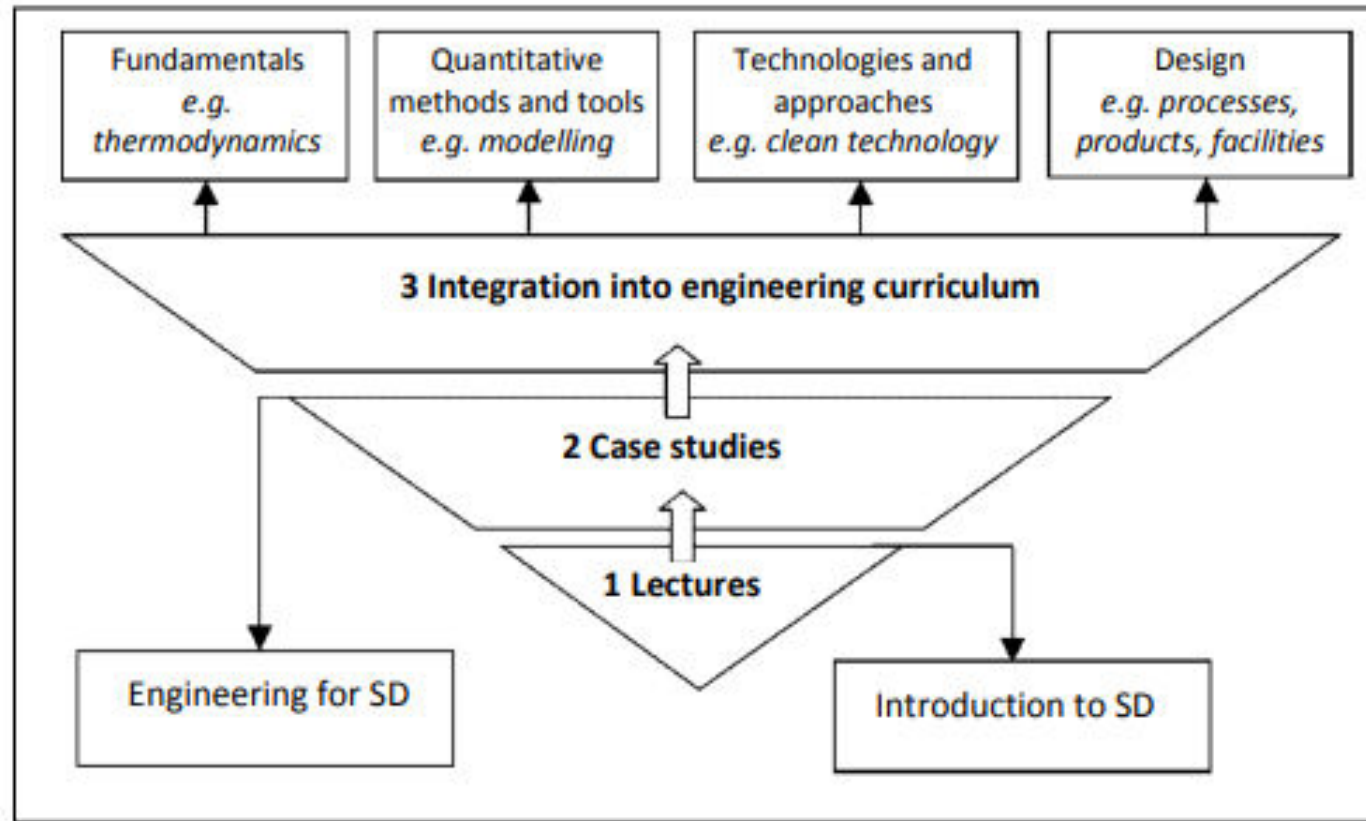 Fundamentals
e.g.
thermodynamics
Quantitative
methods and tools
e.g. modelling
Technologies and
approaches
e.g. clean technology
Design
e.g. processes,
products, facilities
3 Integration into engineering curriculum
2 Case studies
1 Lectures
Engineering for SD
Introduction to SD